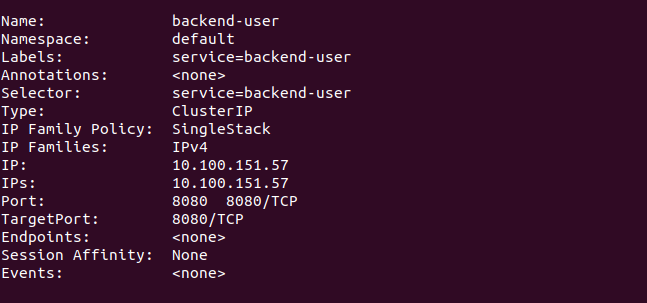 Name:              backend-user
Namespace:         default
Labels:            service=backend-user
Annotations:       <none>
Selector:          service=backend-user
Type:              ClusterIP
IP Family Policy:  SingleStack
IP Families:       IPv4
IP:                10.100.151.57
IPs:               10.100.151.57
Port:              8080  8080/TCP
TargetPort:        8080/TCP
Endpoints:         <none>
Session Affinity:  None
Events:            <none>